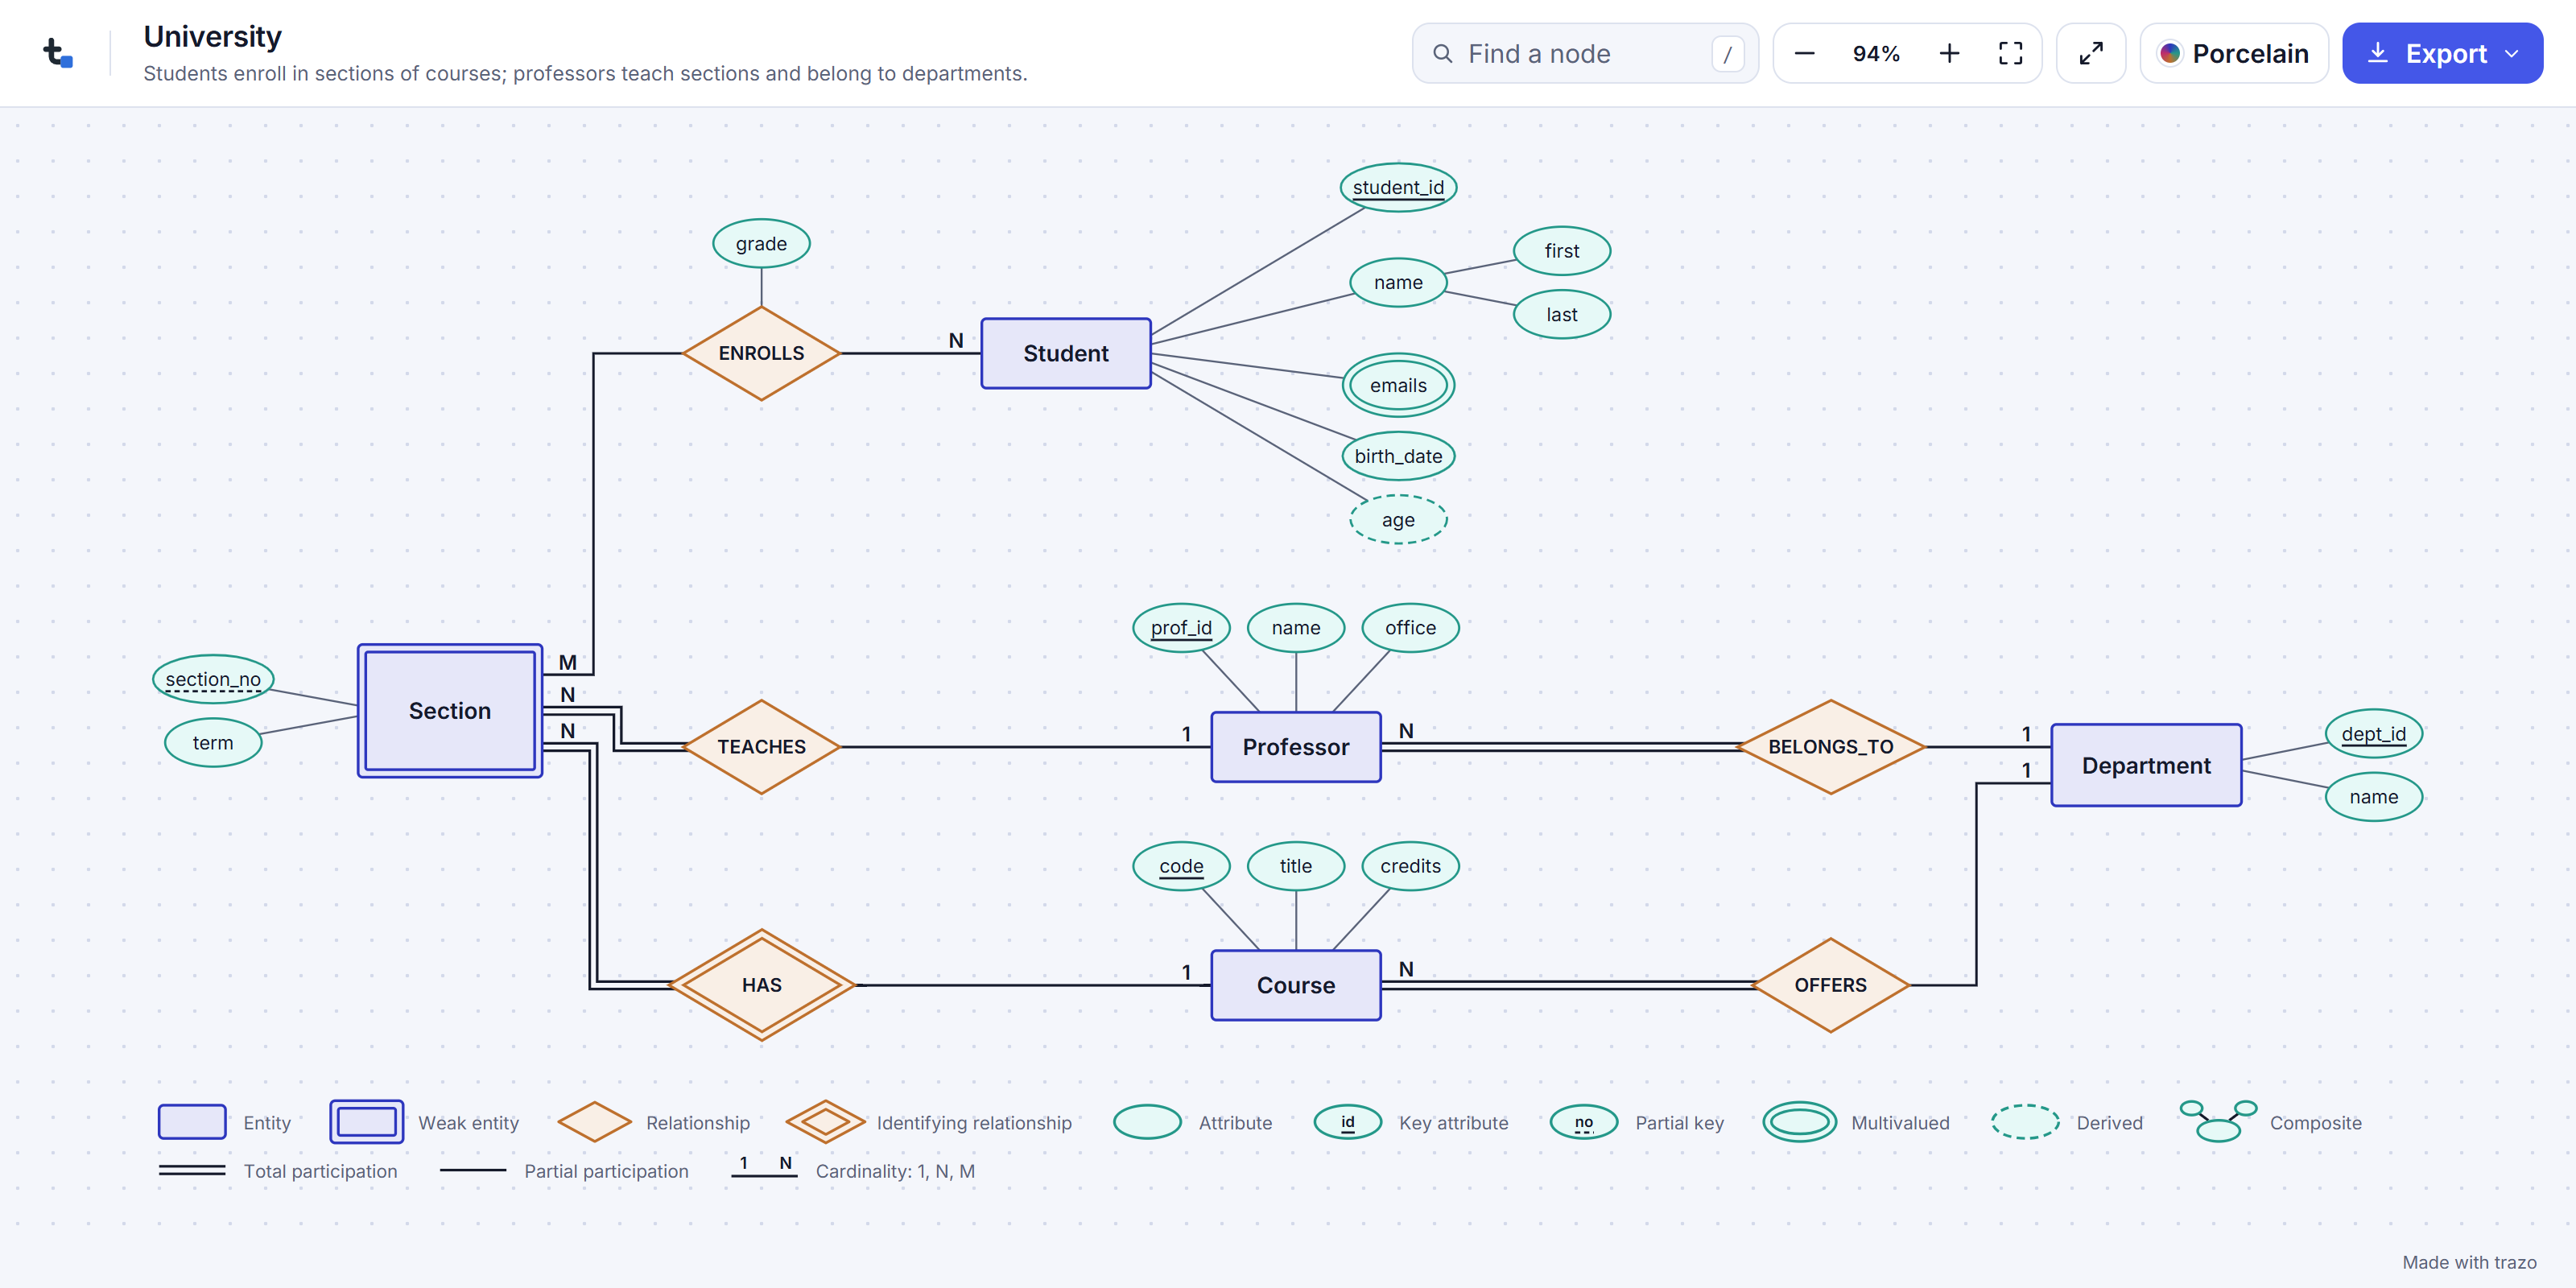 University
Students enroll in sections of courses; professors teach sections and belong to departments.
Find a node
/
94%
Porcelain
Export
student_id
grade
first
name
last
ENROLLS
N
Student
emails
birth_date
age
prof_id
name
office
section_no
M
N
N
Section
term
TEACHES
1
Professor
N
BELONGS_TO
1
1
Department
dept_id
name
code
title
credits
HAS
1
Course
N
OFFERS
Entity
Weak entity
Relationship
Identifying relationship
Attribute
id
Key attribute
no
Partial key
Multivalued
Derived
Composite
Total participation
Partial participation
1 N
Cardinality: 1, N, M
Made with trazo